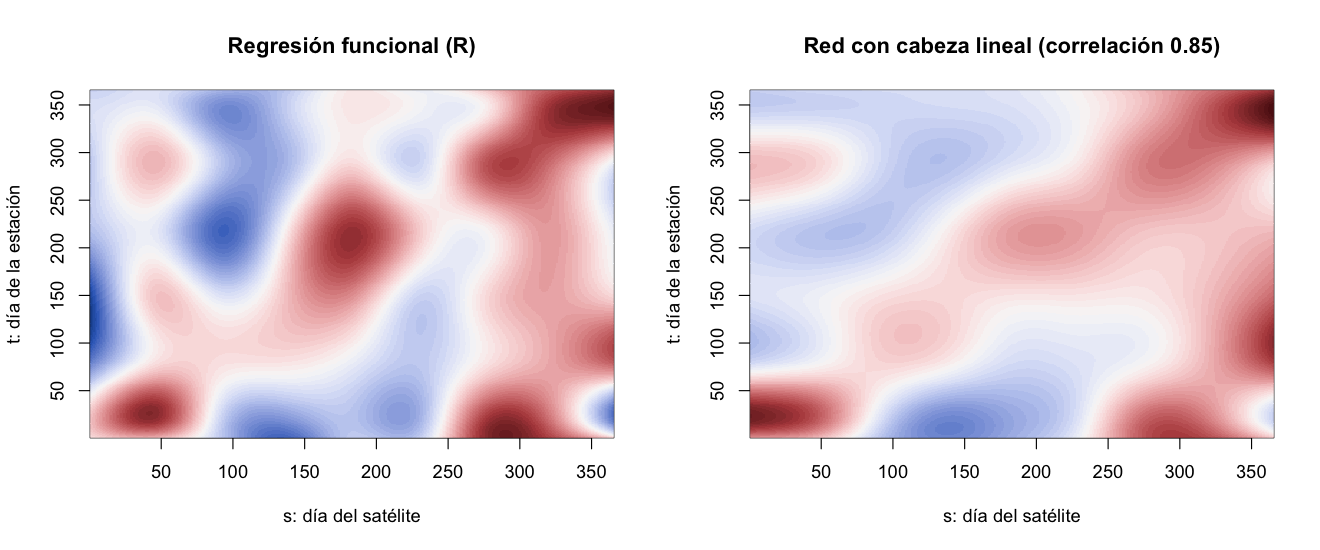 Regresión funcional (R)
t: día de la estación
350
300
250
200
150
100
50
50 100 150 200 250 300 350
s: día del satélite
Red con cabeza lineal (correlación 0.85)
t: día de la estación
350
300
250
200
150
100
50
50 100 150 200 250 300 350
s: día del satélite